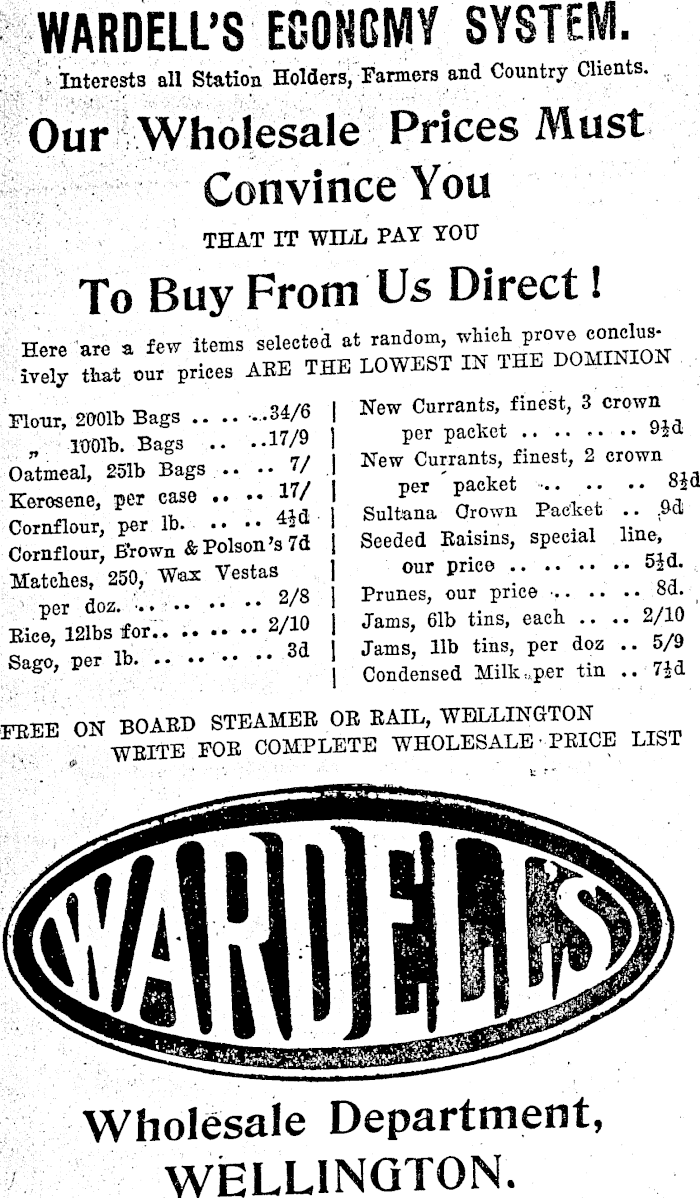 WARDELL'S ECONOMY SYSTEM.
Interests all Station Holders, Farmers and Country Clients.
Our Wholesale Prices Must
Convince You
THAT IT WILL PAY YOU
To Buy From Us Direct !
Here are a few items selected at random, which prove conclus-
ively that our prices ARE THE LOWEST IN THE DOMINION
Flour, 200lb Bags .. .. ..34/6
„ 100lb. Bags .. ..17/9
Oatmeal, 25lb Bags .. .. 7/
Kerosene, per case .. .. 17/
Cornflour, per lb. .. .. 4½d
Cornflour, Brown & Polson's 7d
Matches, 250, Wax Vestas
per doz. .. .. .. .. 2/8
Rice, 12lbs for.. .. .. .. 2/10
Sago, per lb. .. .. .. .. 3d
New Currants, finest, 3 crown
per packet .. .. .. .. 9½d
New Currants, finest, 2 crown
per packet .. .. .. 8½d
Sultana Crown Packet .. 9d
Seeded Raisins, special line,
our price .. .. .. .. 5½d.
Prunes, our price .. .. .. 8d.
Jams, 6lb tins, each .. .. 2/10
Jams, 1lb tins, per doz .. 5/9
Condensed Milk per tin .. 7½d
FREE ON BOARD STEAMER OR RAIL, WELLINGTON
WRITE FOR COMPLETE WHOLESALE PRICE LIST
WARDELL'S
Wholesale Department,
WELLINGTON.